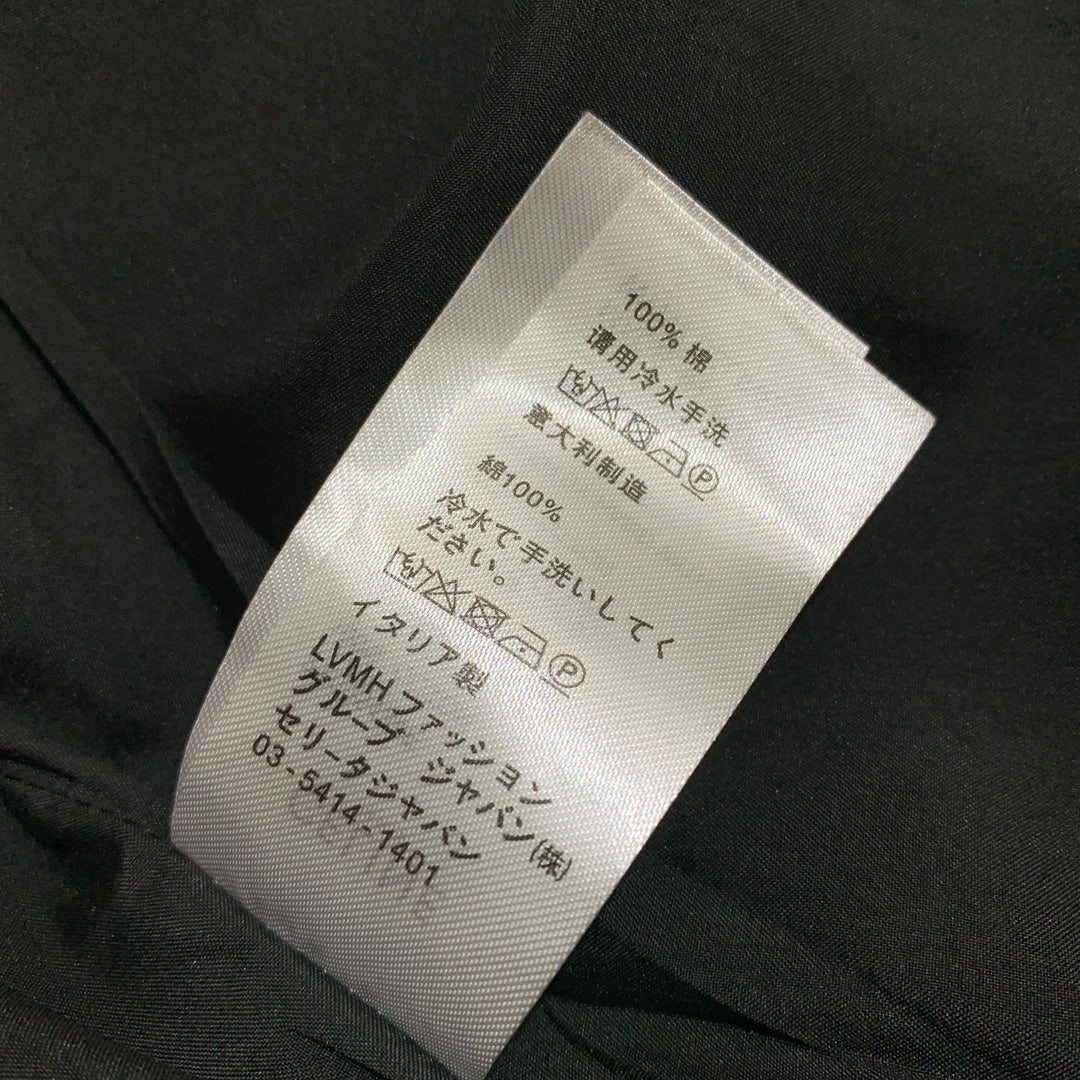 100% 棉
请用冷水手洗
P
意大利制造
綿100%
冷水で手洗いしてく
ださい。
P
イタリア製
LVMH ファッション
グループ ジャバン(株)
セリータジャバン
03-5414-1401